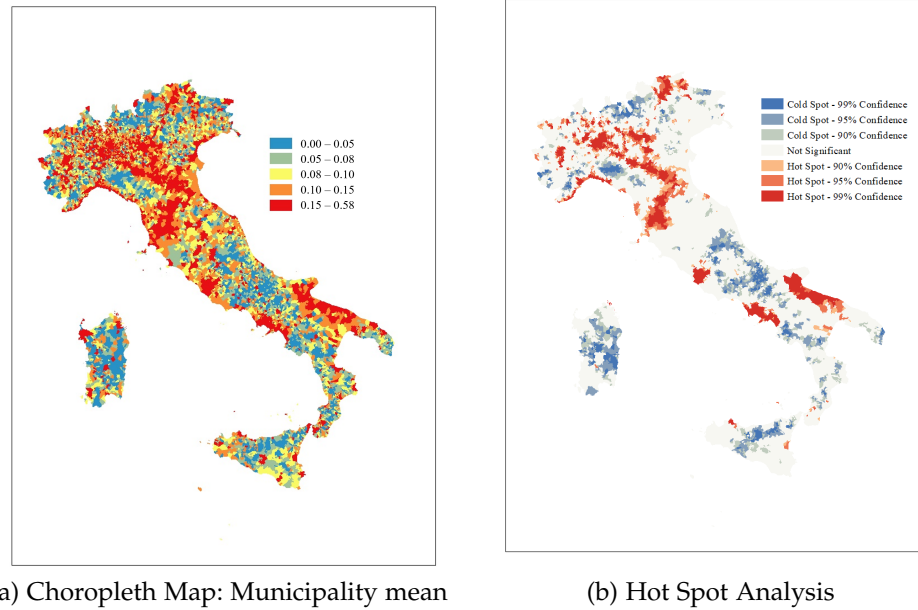 0.00 – 0.05
0.05 – 0.08
0.08 – 0.10
0.10 – 0.15
0.15 – 0.58
Cold Spot - 99% Confidence
Cold Spot - 95% Confidence
Cold Spot - 90% Confidence
Not Significant
Hot Spot - 90% Confidence
Hot Spot - 95% Confidence
Hot Spot - 99% Confidence
a) Choropleth Map: Municipality mean
(b) Hot Spot Analysis